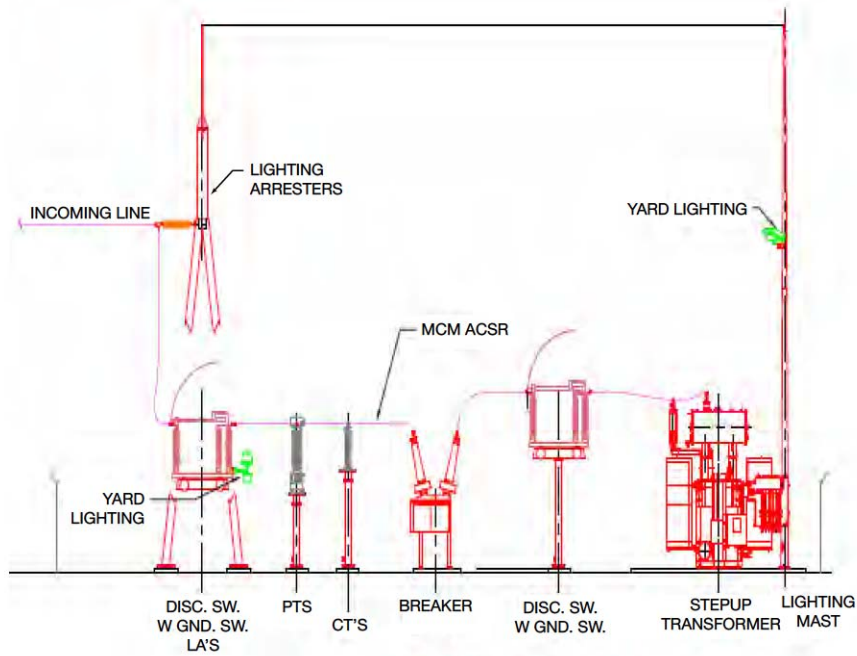 LIGHTING
ARRESTERS
INCOMING LINE
YARD LIGHTING
MCM ACSR
YARD
LIGHTING
DISC. SW.
W GND. SW.
LA'S
PTS
CT'S
BREAKER
DISC. SW.
W GND. SW.
STEPUP
TRANSFORMER
LIGHTING
MAST